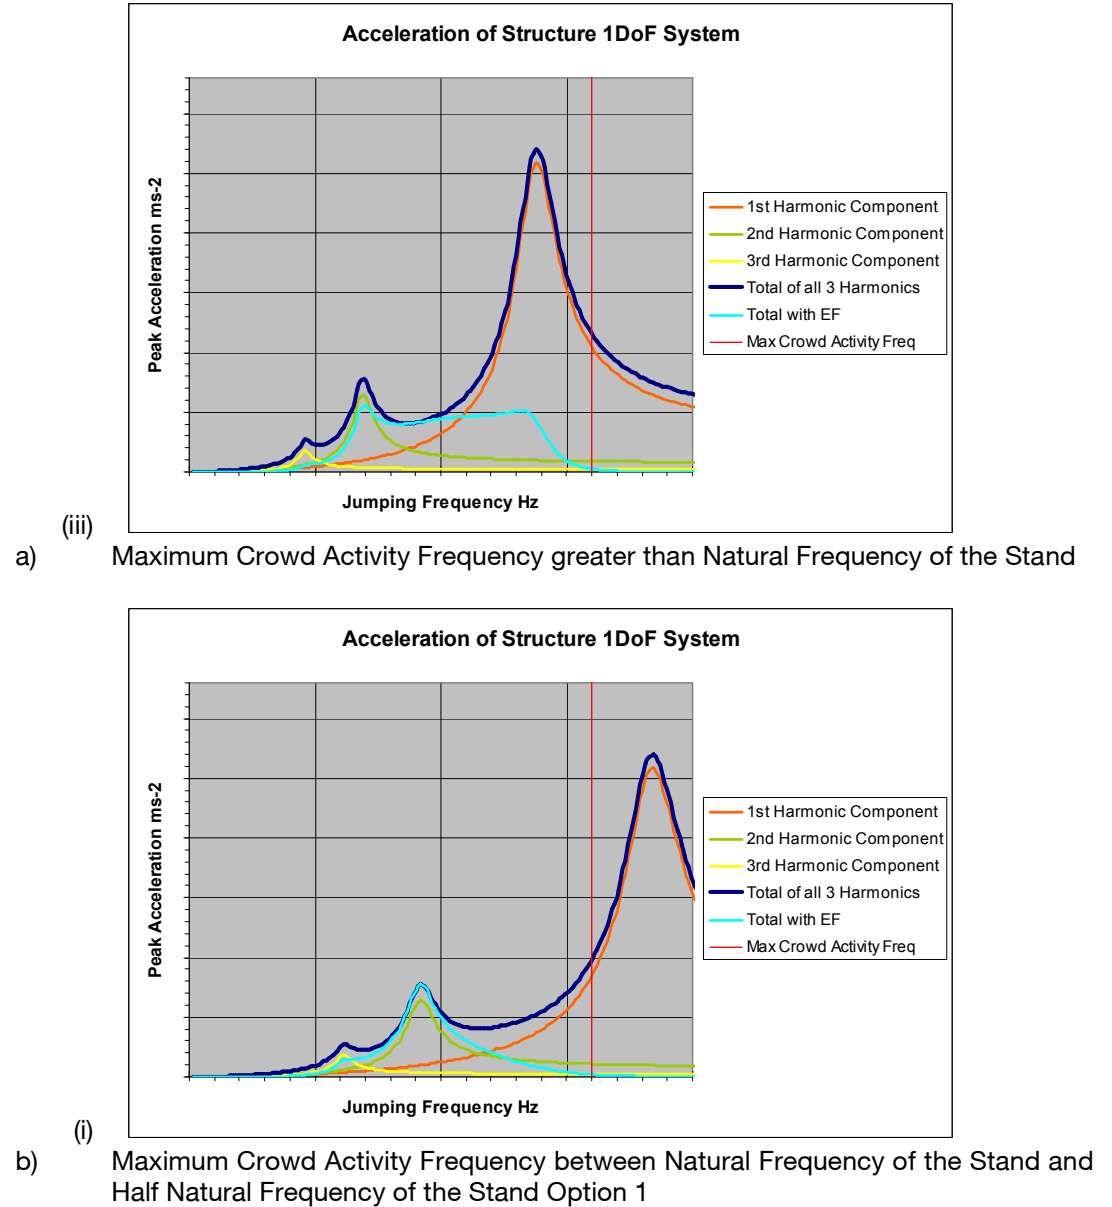 Acceleration of Structure 1DoF System
Peak Acceleration ms-2
1st Harmonic Component
2nd Harmonic Component
3rd Harmonic Component
Total of all 3 Harmonics
Total with EF
Max Crowd Activity Freq
Jumping Frequency Hz
(iii)
a) Maximum Crowd Activity Frequency greater than Natural Frequency of the Stand
Acceleration of Structure 1DoF System
Peak Acceleration ms-2
1st Harmonic Component
2nd Harmonic Component
3rd Harmonic Component
Total of all 3 Harmonics
Total with EF
Max Crowd Activity Freq
Jumping Frequency Hz
(i)
b) Maximum Crowd Activity Frequency between Natural Frequency of the Stand and
Half Natural Frequency of the Stand Option 1